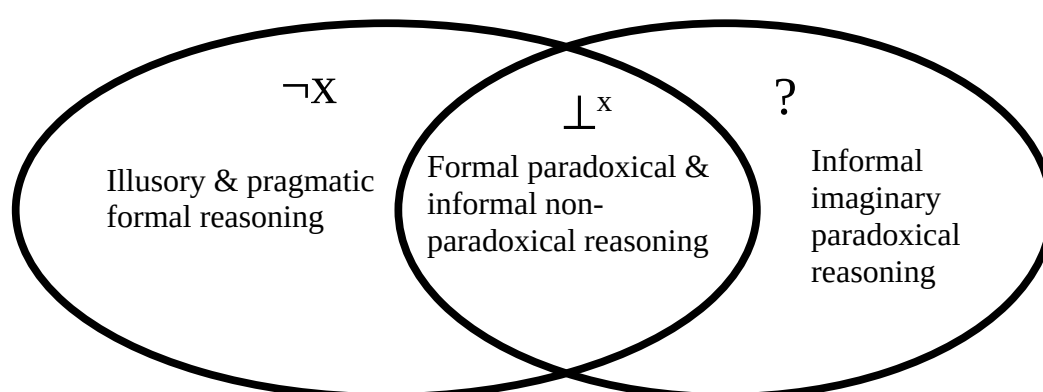 ¬x
Illusory & pragmatic
formal reasoning
⊥x
Formal paradoxical &
informal non-
paradoxical reasoning
?
Informal
imaginary
paradoxical
reasoning